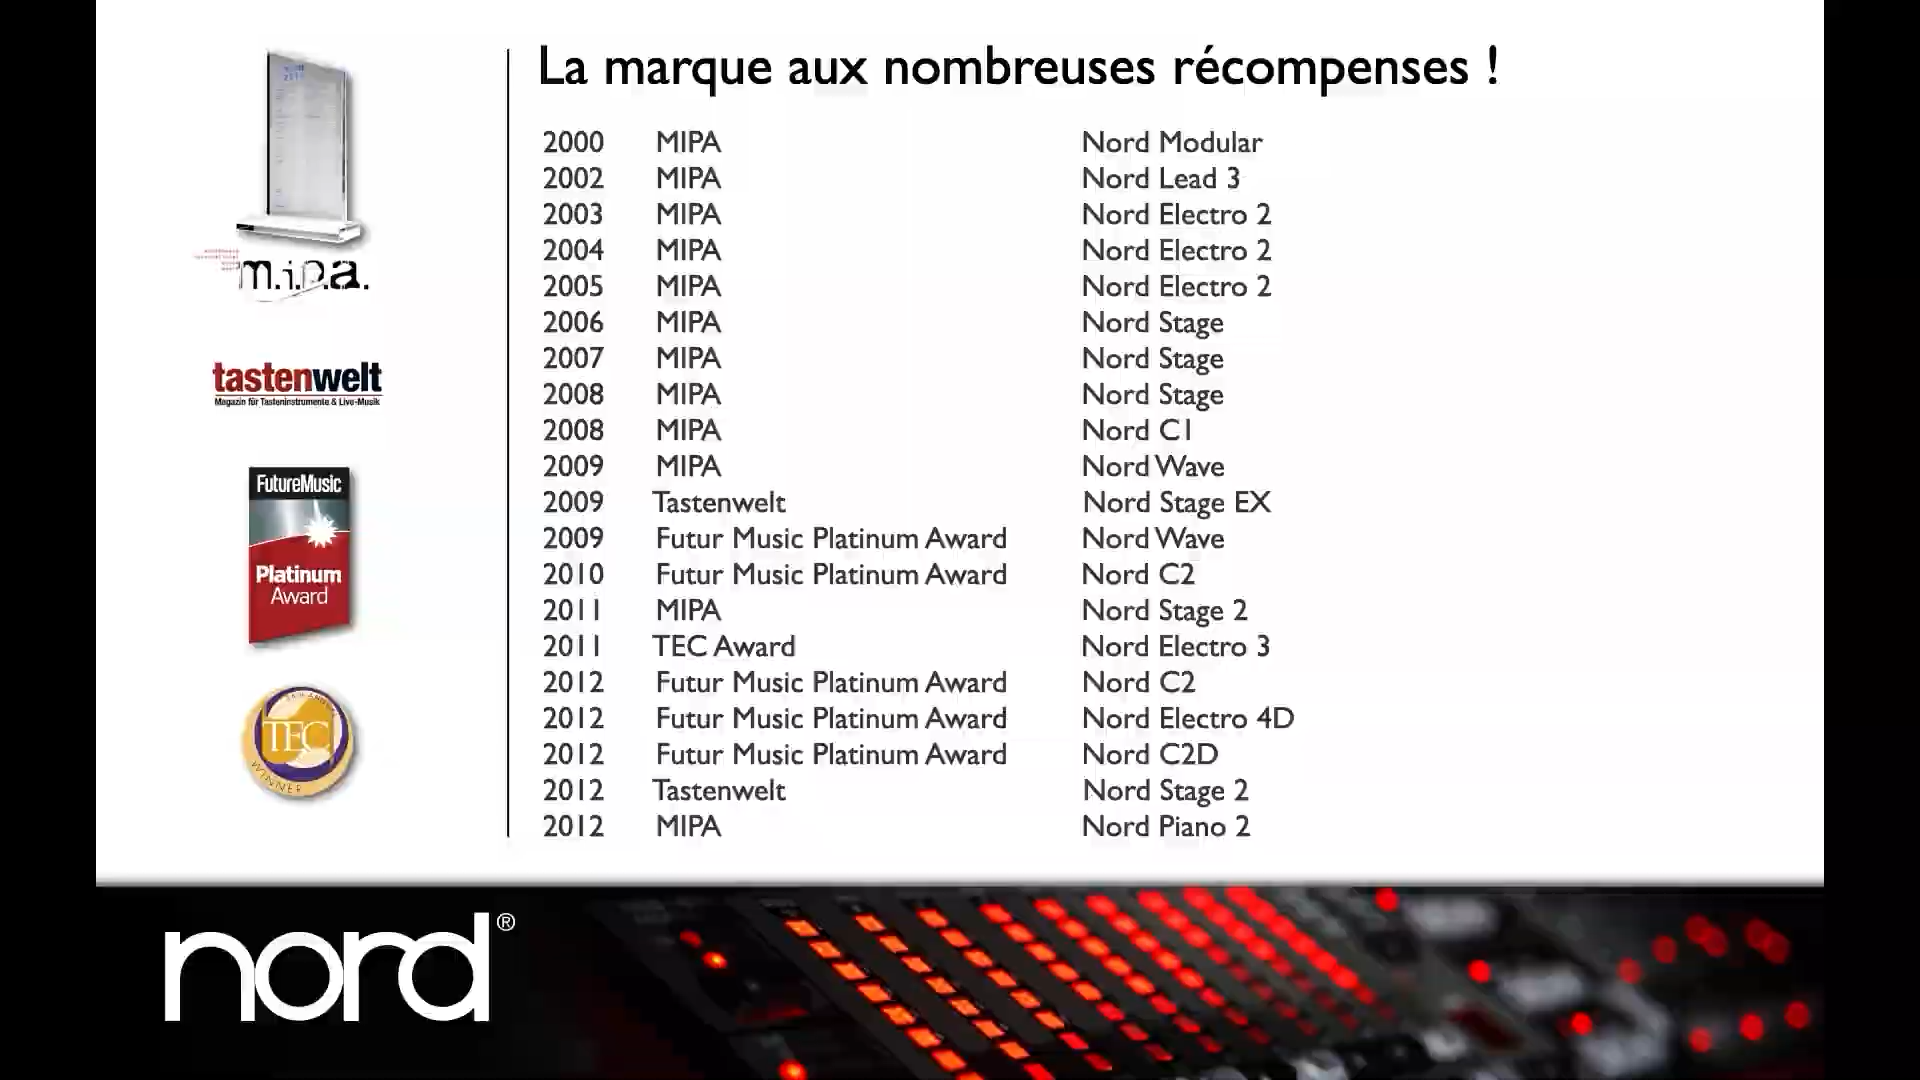 La marque aux nombreuses récompenses !
2000 MIPA Nord Modular
2002 MIPA Nord Lead 3
2003 MIPA Nord Electro 2
2004 MIPA Nord Electro 2
2005 MIPA Nord Electro 2
2006 MIPA Nord Stage
2007 MIPA Nord Stage
2008 MIPA Nord Stage
2008 MIPA Nord C1
2009 MIPA Nord Wave
2009 Tastenwelt Nord Stage EX
2009 Futur Music Platinum Award Nord Wave
2010 Futur Music Platinum Award Nord C2
2011 MIPA Nord Stage 2
2011 TEC Award Nord Electro 3
2012 Futur Music Platinum Award Nord C2
2012 Futur Music Platinum Award Nord Electro 4D
2012 Futur Music Platinum Award Nord C2D
2012 Tastenwelt Nord Stage 2
2012 MIPA Nord Piano 2
m.i.p.a.
tastenwelt
Magazin für Tasteninstrumente & Live-Musik
FutureMusic
Platinum
Award
TEC
WINNER
nord®